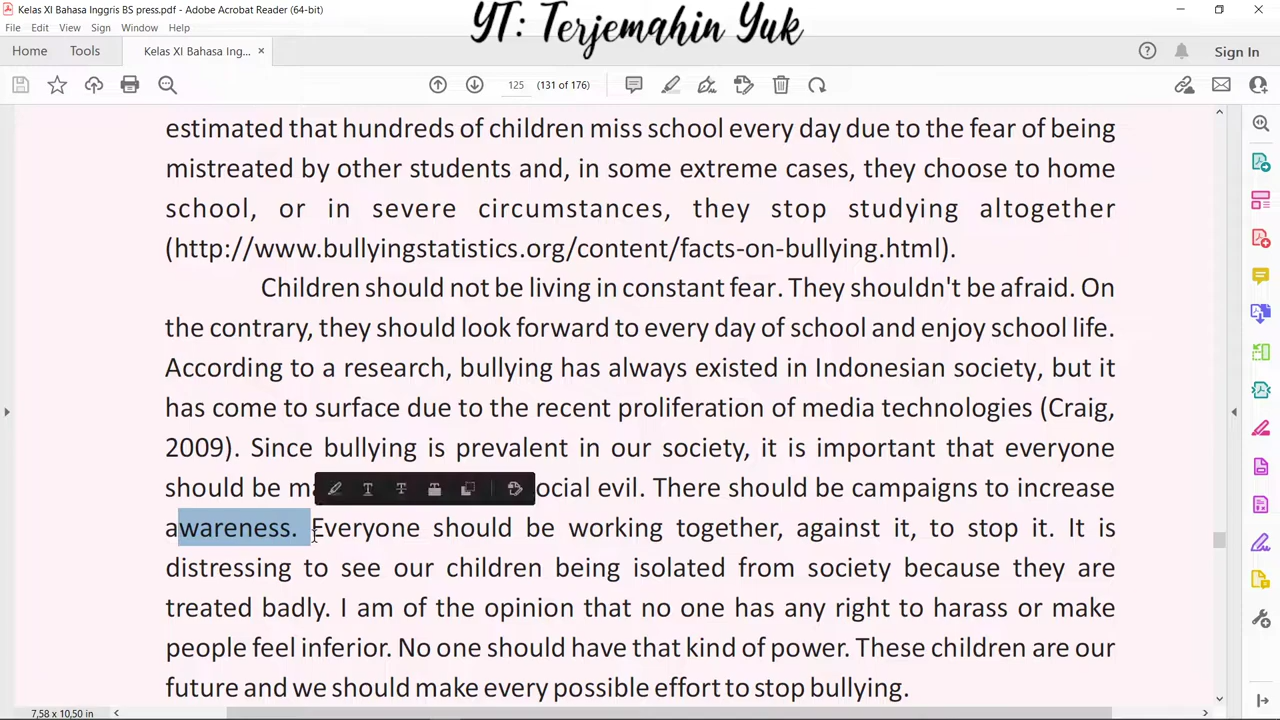 Kelas XI Bahasa Inggris BS press.pdf - Adobe Acrobat Reader (64-bit)
YT: Terjemahin Yuk
File Edit View Sign Window Help
Home Tools Kelas XI Bahasa Ing... × Sign In
125 (131 of 176)
estimated that hundreds of children miss school every day due to the fear of being
mistreated by other students and, in some extreme cases, they choose to home
school, or in severe circumstances, they stop studying altogether
(http://www.bullyingstatistics.org/content/facts-on-bullying.html).
Children should not be living in constant fear. They shouldn't be afraid. On
the contrary, they should look forward to every day of school and enjoy school life.
According to a research, bullying has always existed in Indonesian society, but it
has come to surface due to the recent proliferation of media technologies (Craig,
2009). Since bullying is prevalent in our society, it is important that everyone
should be ma ocial evil. There should be campaigns to increase
awareness. Everyone should be working together, against it, to stop it. It is
distressing to see our children being isolated from society because they are
treated badly. I am of the opinion that no one has any right to harass or make
people feel inferior. No one should have that kind of power. These children are our
future and we should make every possible effort to stop bullying.
7,58 x 10,50 in